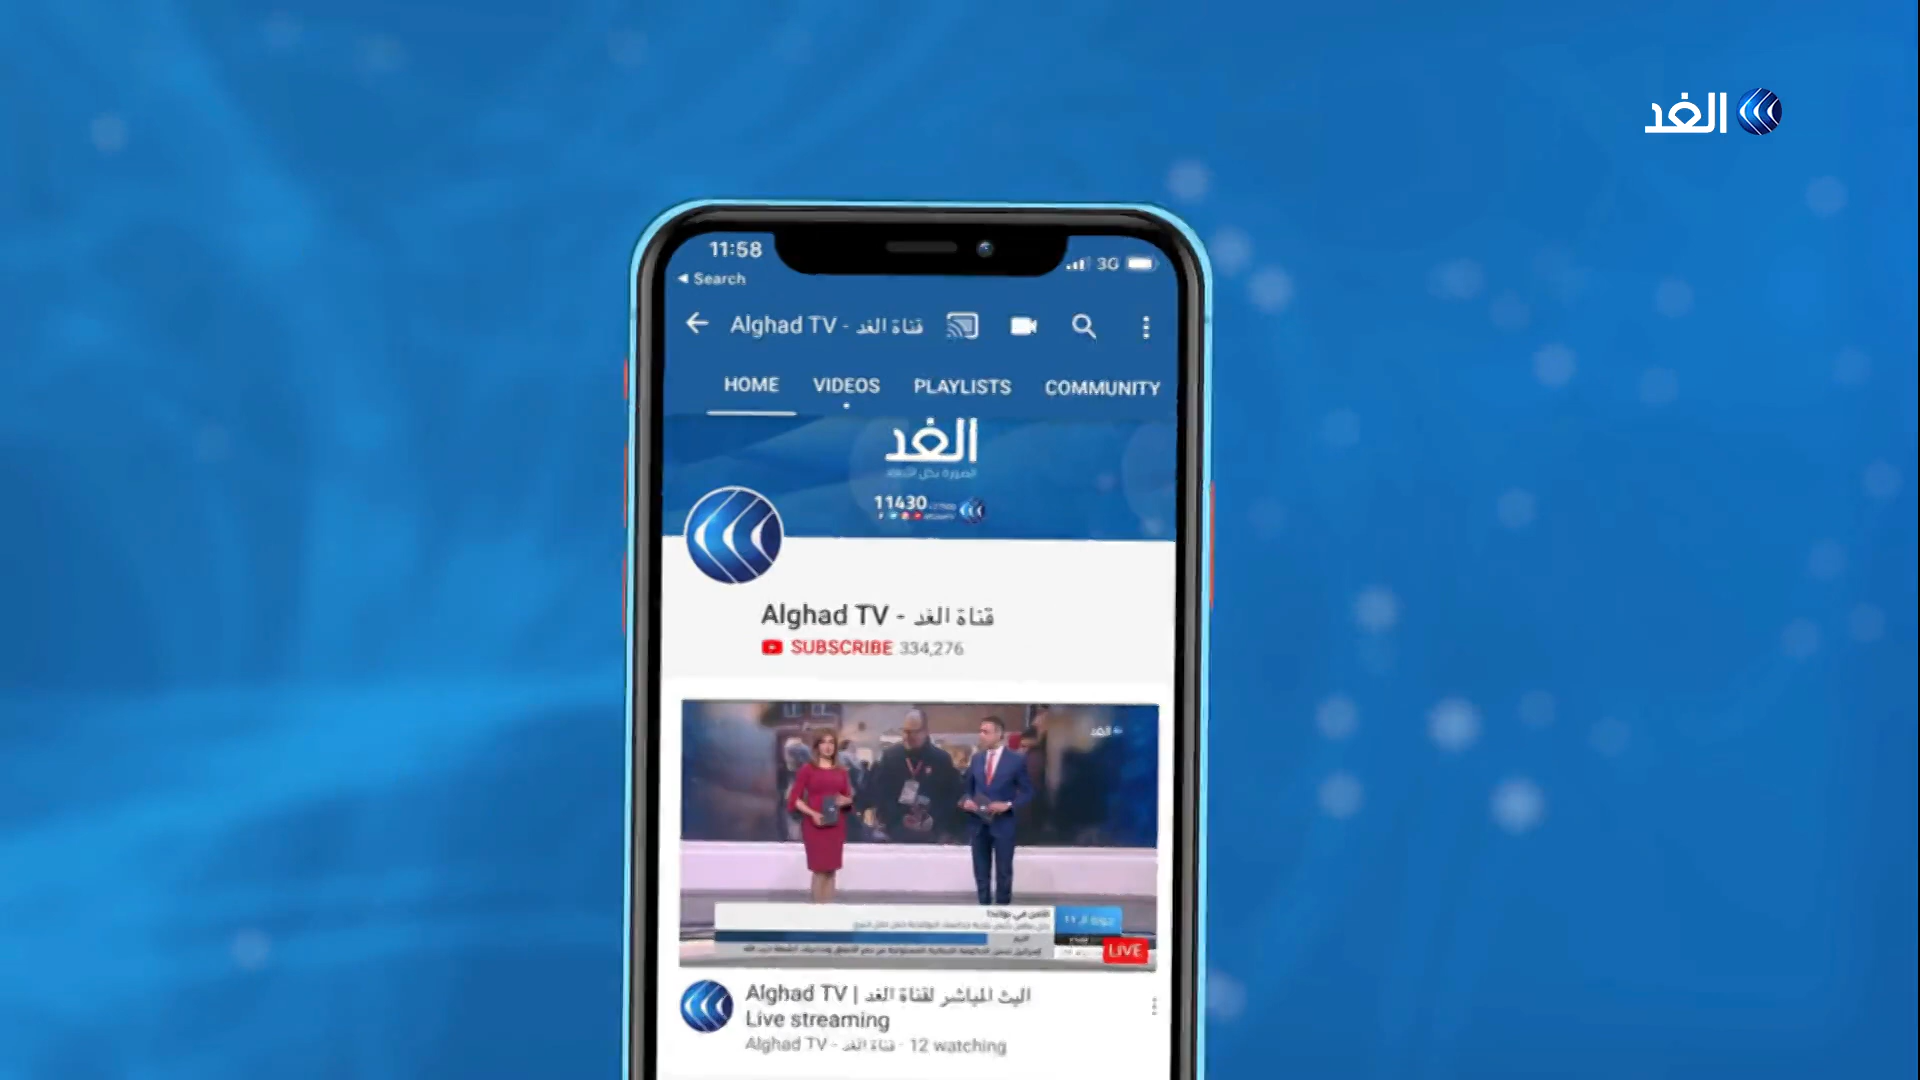 الغد
11:58
Search
3G
Alghad TV - قناة الغد
HOME VIDEOS PLAYLISTS COMMUNITY
الغد
11430
Alghad TV - قناة الغد
SUBSCRIBE 334,276
الغد
LIVE
Alghad TV | البث المباشر لقناة الغد
Live streaming
Alghad TV - قناة الغد · 12 watching